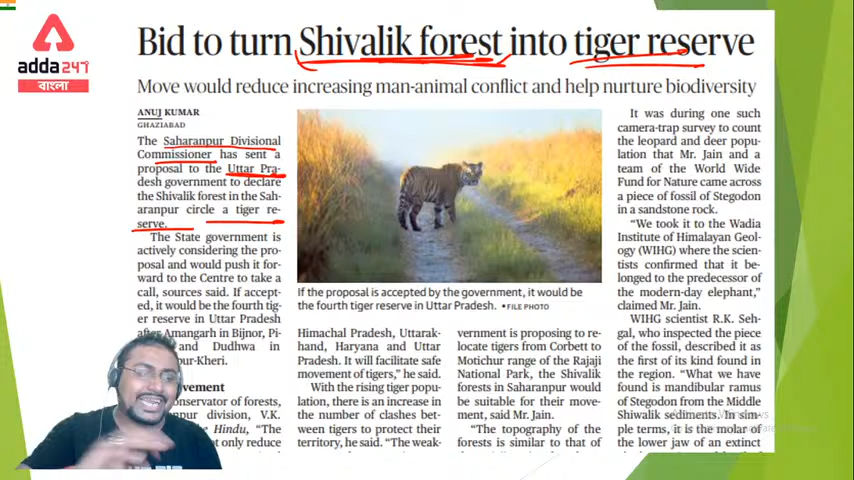 adda247
বাংলা
Bid to turn Shivalik forest into tiger reserve
Move would reduce increasing man-animal conflict and help nurture biodiversity
ANUJ KUMAR
GHAZIABAD
The Saharanpur Divisional
Commissioner has sent a
proposal to the Uttar Pra-
desh government to declare
the Shivalik forest in the Sah-
aranpur circle a tiger re-
serve.
The State government is
actively considering the pro-
posal and would push it for-
ward to the Centre to take a
call, sources said. If accept-
ed, it would be the fourth tig-
er reserve in Uttar Pradesh
after Amangarh in Bijnor, Pi-
and Dudhwa in
pur-Kheri.
vement
onservator of forests,
npur division, V.K.
Hindu, “The
ot only reduce
If the proposal is accepted by the government, it would be
the fourth tiger reserve in Uttar Pradesh. •FILE PHOTO
Himachal Pradesh, Uttarak-
hand, Haryana and Uttar
Pradesh. It will facilitate safe
movement of tigers,” he said.
With the rising tiger popu-
lation, there is an increase in
the number of clashes bet-
ween tigers to protect their
territory, he said. “The weak-
vernment is proposing to re-
locate tigers from Corbett to
Motichur range of the Rajaji
National Park, the Shivalik
forests in Saharanpur would
be suitable for their move-
ment, said Mr. Jain.
“The topography of the
forests is similar to that of
It was during one such
camera-trap survey to count
the leopard and deer popu-
lation that Mr. Jain and a
team of the World Wide
Fund for Nature came across
a piece of fossil of Stegodon
in a sandstone rock.
“We took it to the Wadia
Institute of Himalayan Geol-
ogy (WIHG) where the scien-
tists confirmed that it be-
longed to the predecessor of
the modern-day elephant,”
claimed Mr. Jain.
WIHG scientist R.K. Seh-
gal, who inspected the piece
of the fossil, described it as
the first of its kind found in
the region. “What we have
found is mandibular ramus
of Stegodon from the Middle
Shiwalik sediments. In sim-
ple terms, it is the molar of
the lower jaw of an extinct